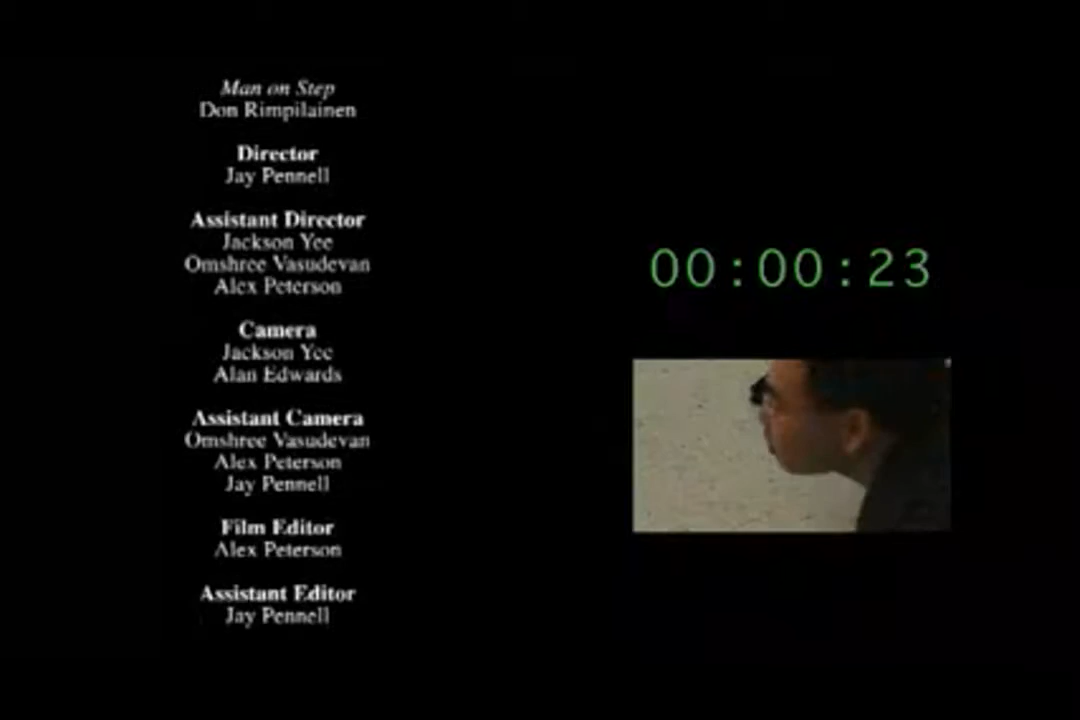 Man on Step
Don Rimpilainen
Director
Jay Pennell
Assistant Director
Jackson Yee
Omshree Vasudevan
Alex Peterson
Camera
Jackson Yee
Alan Edwards
Assistant Camera
Omshree Vasudevan
Alex Peterson
Jay Pennell
Film Editor
Alex Peterson
Assistant Editor
Jay Pennell
00:00:23